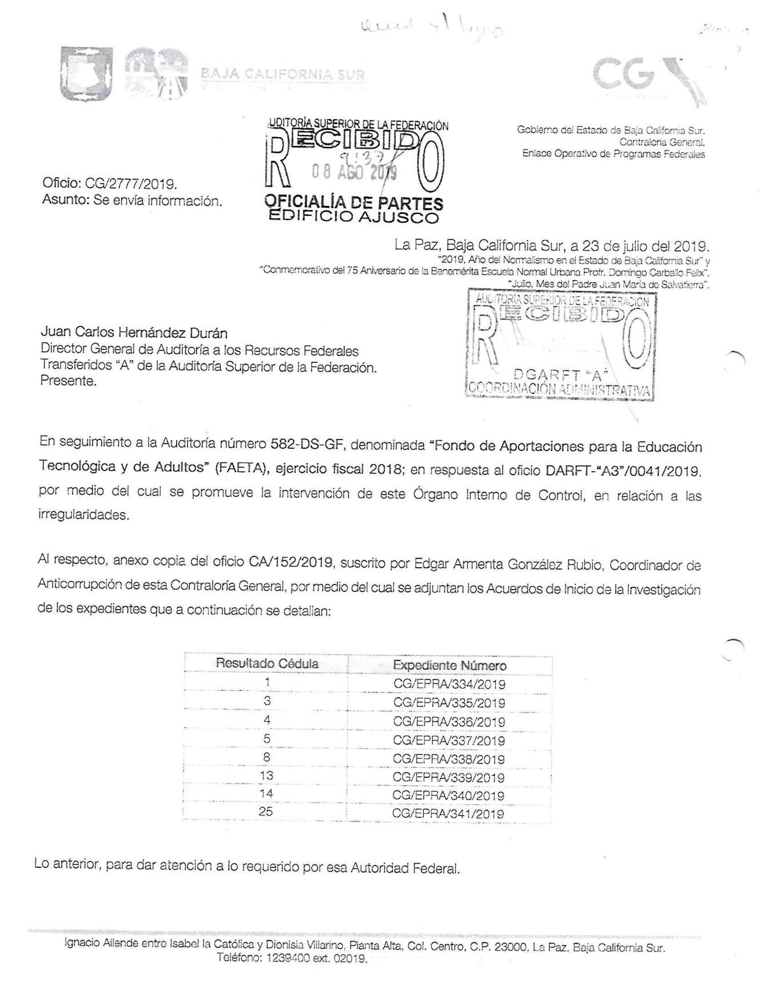 BAJA CALIFORNIA SUR
CG
AUDITORÍA SUPERIOR DE LA FEDERACIÓN
RECIBIDO
9:37
08 AGO 2019
OFICIALÍA DE PARTES
EDIFICIO AJUSCO
Gobierno del Estado de Baja California Sur.
Contraloría General.
Enlace Operativo de Programas Federales
Oficio: CG/2777/2019.
Asunto: Se envía información.
La Paz, Baja California Sur, a 23 de julio del 2019.
"2019, Año del Normalismo en el Estado de Baja California Sur" y
"Conmemorativo del 75 Aniversario de la Benemérita Escuela Normal Urbana Profr. Domingo Carballo Felix".
"Julio, Mes del Padre Juan María de Salvatierra".
AUDITORÍA SUPERIOR DE LA FEDERACION
RECIBIDO
DGARFT "A"
COORDINACIÓN ADMINISTRATIVA
Juan Carlos Hernández Durán
Director General de Auditoría a los Recursos Federales
Transferidos "A" de la Auditoría Superior de la Federación.
Presente.
En seguimiento a la Auditoría número 582-DS-GF, denominada "Fondo de Aportaciones para la Educación
Tecnológica y de Adultos" (FAETA), ejercicio fiscal 2018; en respuesta al oficio DARFT-"A3"/0041/2019,
por medio del cual se promueve la intervención de este Órgano Interno de Control, en relación a las
irregularidades.
Al respecto, anexo copia del oficio CA/152/2019, suscrito por Edgar Armenta González Rubio, Coordinador de
Anticorrupción de esta Contraloría General, por medio del cual se adjuntan los Acuerdos de Inicio de la Investigación
de los expedientes que a continuación se detallan:
Resultado Cédula Expediente Número
1 CG/EPRA/334/2019
3 CG/EPRA/335/2019
4 CG/EPRA/336/2019
5 CG/EPRA/337/2019
8 CG/EPRA/338/2019
13 CG/EPRA/339/2019
14 CG/EPRA/340/2019
25 CG/EPRA/341/2019
Lo anterior, para dar atención a lo requerido por esa Autoridad Federal.
Ignacio Allende entre Isabel la Católica y Dionisia Villarino, Planta Alta, Col. Centro, C.P. 23000, La Paz, Baja California Sur.
Teléfono: 1239400 ext. 02019.